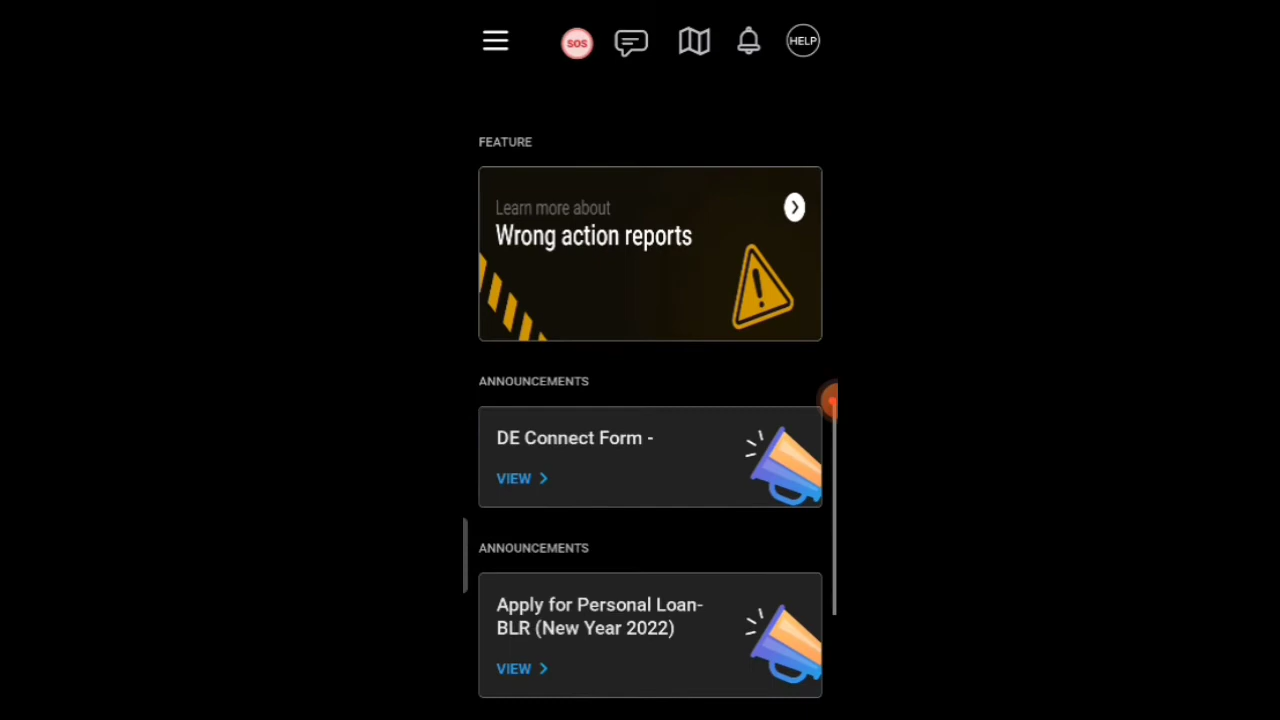 SOS
HELP
FEATURE
Learn more about
Wrong action reports
ANNOUNCEMENTS
DE Connect Form -
VIEW
ANNOUNCEMENTS
Apply for Personal Loan-
BLR (New Year 2022)
VIEW